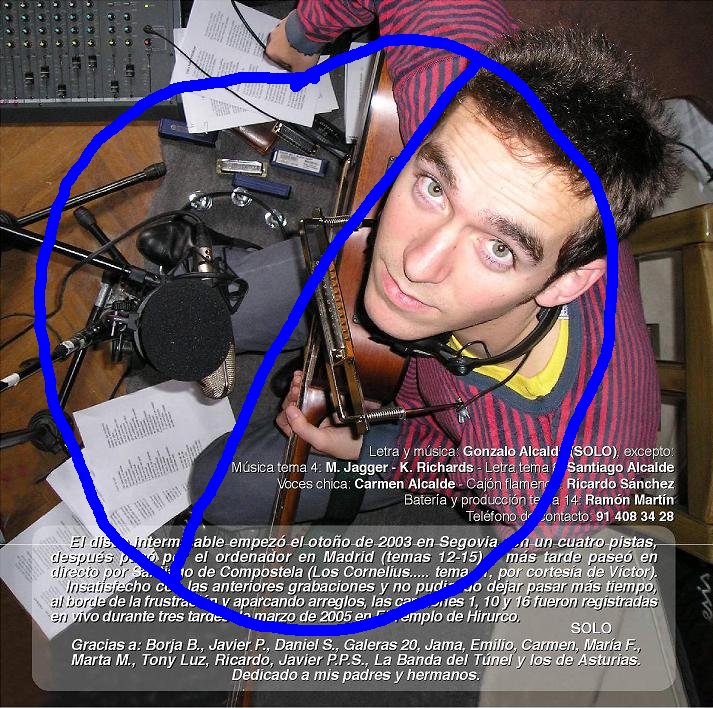 Letra y música: Gonzalo Alcalde (SOLO), excepto:
Música tema 4: M. Jagger - K. Richards - Letra tema Santiago Alcalde
Voces chica: Carmen Alcalde - Cajón flamenco Ricardo Sánchez
Batería y producción tema 14: Ramón Martín
Teléfono de contacto: 91 408 34 28
El disco interminable empezó el otoño de 2003 en Segovia, en un cuatro pistas,
después pasó por el ordenador en Madrid (temas 12-15) y más tarde paseó en
directo por Santiago de Compostela (Los Cornelius..... tema, por cortesía de Víctor).
Insatisfecho con las anteriores grabaciones y no pudiendo dejar pasar más tiempo,
al borde de la frustración y aparcando arreglos, las canciones 1, 10 y 16 fueron registradas
en vivo durante tres tardes de marzo de 2005 en El Templo de Hirurco.
SOLO
Gracias a: Borja B., Javier P., Daniel S., Galeras 20, Jama, Emilio, Carmen, María F.,
Marta M., Tony Luz, Ricardo, Javier P.P.S., La Banda del Túnel y los de Asturias.
Dedicado a mis padres y hermanos.